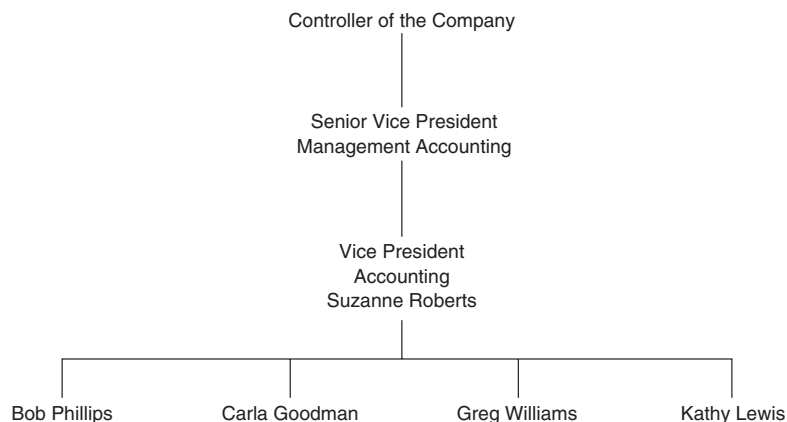 Controller of the Company
Senior Vice President
Management Accounting
Vice President
Accounting
Suzanne Roberts
Bob Phillips
Carla Goodman
Greg Williams
Kathy Lewis